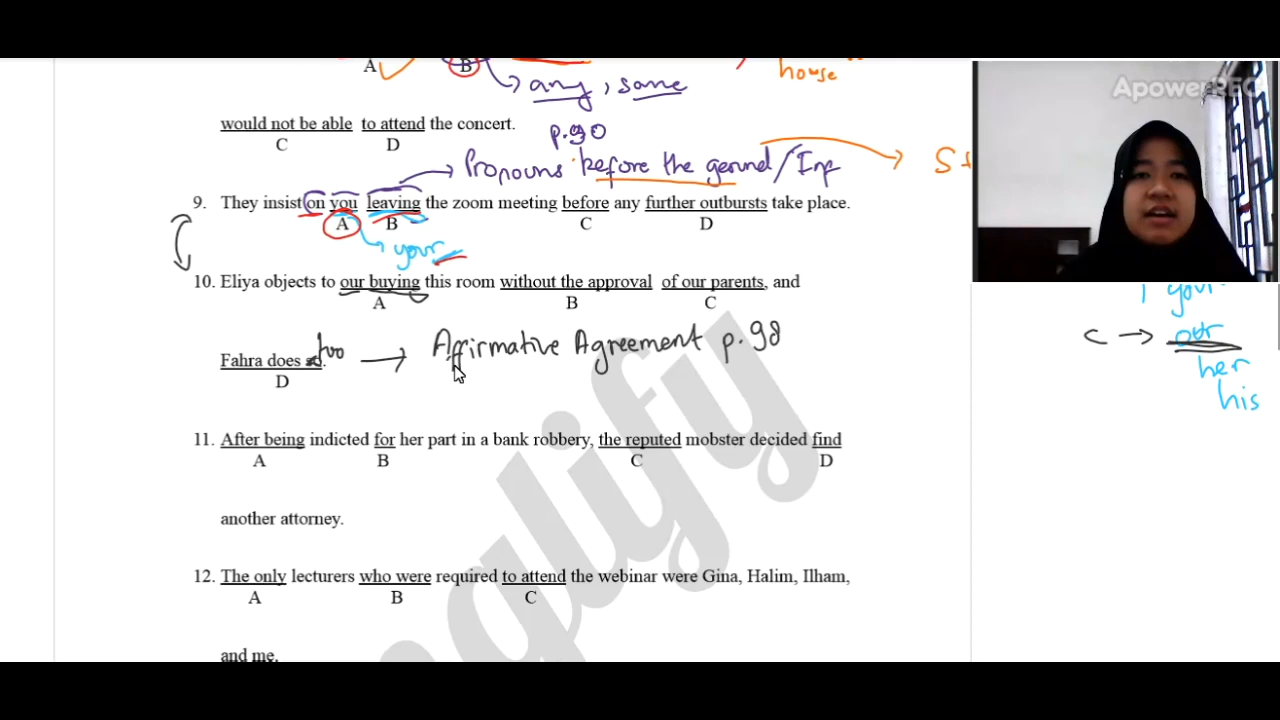 ApowerREC
A B house
any, some
would not be able to attend the concert. p.90
C D
Pronouns before the gerund/Inf
9. They insist on you leaving the zoom meeting before any further outbursts take place.
A B C D
your
10. Eliya objects to our buying this room without the approval of our parents, and
A B C
your
C → our
her
his
Fahra does too → Affirmative Agreement p.98
D
11. After being indicted for her part in a bank robbery, the reputed mobster decided find
A B C D
another attorney.
12. The only lecturers who were required to attend the webinar were Gina, Halim, Ilham,
A B C
and me.